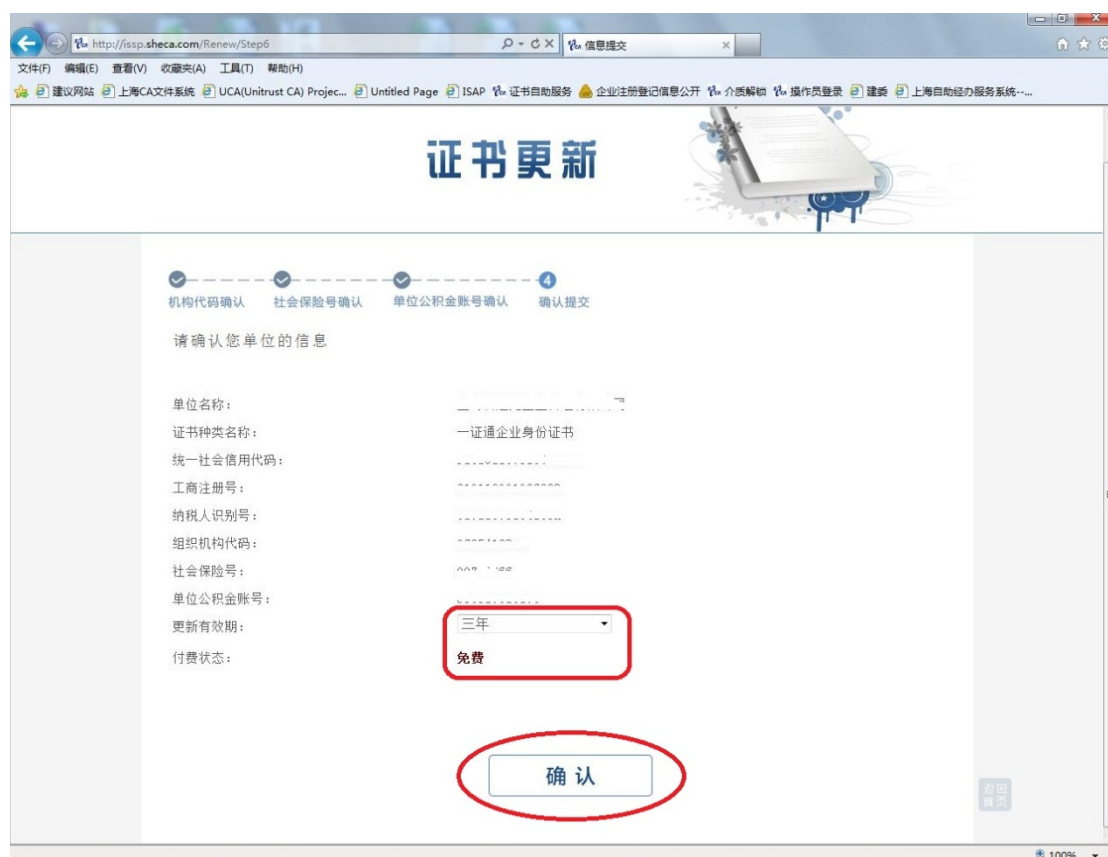 http://issp.sheca.com/Renew/Step6
信息提交
文件(F) 编辑(E) 查看(V) 收藏夹(A) 工具(T) 帮助(H)
建议网站 上海CA文件系统 UCA(Unitrust CA) Projec... Untitled Page ISAP 证书自助服务 企业注册登记信息公开 介质解锁 操作员登录 建委 上海自助经办服务系统--...
证书更新
4
机构代码确认 社会保险号确认 单位公积金账号确认 确认提交
请确认您单位的信息
单位名称：
证书种类名称： 一证通企业身份证书
统一社会信用代码：
工商注册号：
纳税人识别号：
组织机构代码：
社会保险号：
单位公积金账号：
更新有效期： 三年
付费状态： 免费
确认
返回
首页
100%